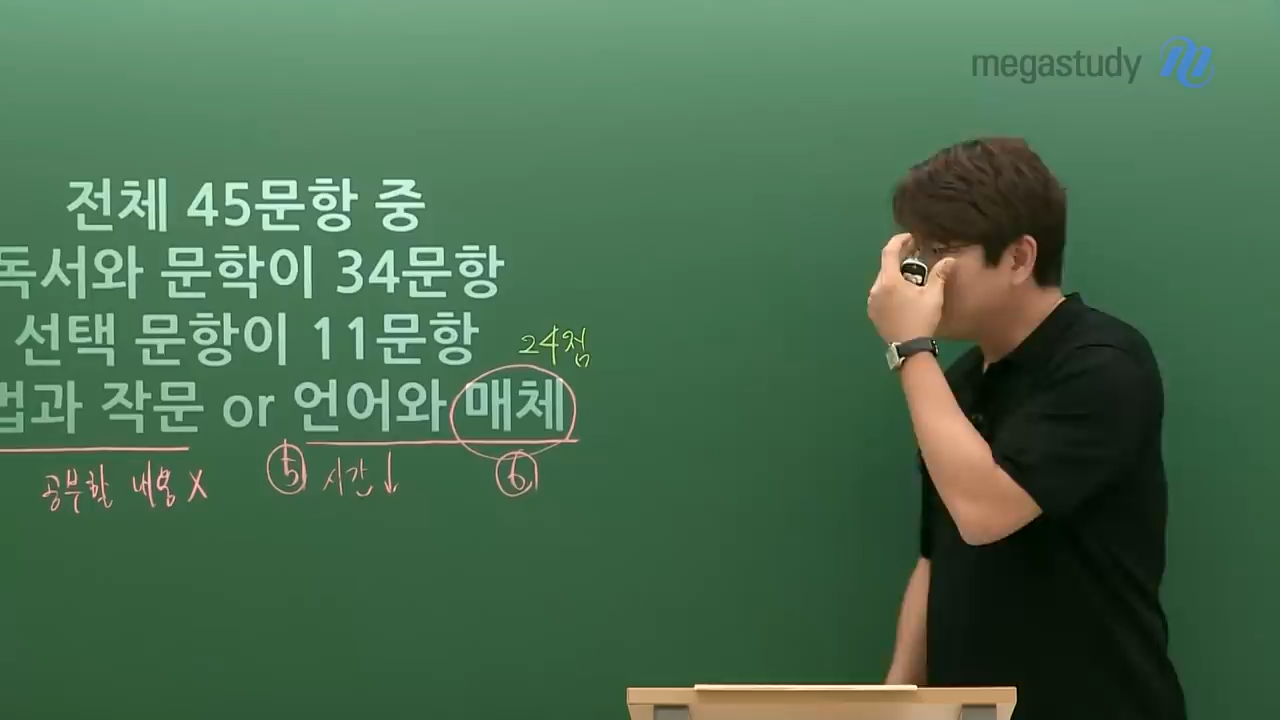 megastudy
전체 45문항 중
독서와 문학이 34문항
선택 문항이 11문항
24점
법과 작문 or 언어와 매체
공부할 내용 X
⑤ 시간↓
⑥